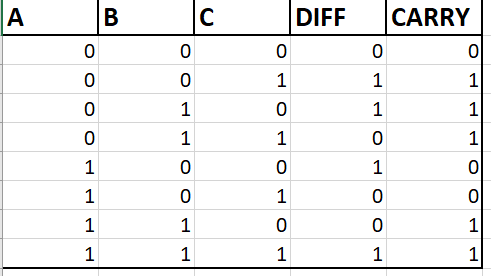 A B C DIFF CARRY
0 0 0 0 0
0 0 1 1 1
0 1 0 1 1
0 1 1 0 1
1 0 0 1 0
1 0 1 0 0
1 1 0 0 1
1 1 1 1 1